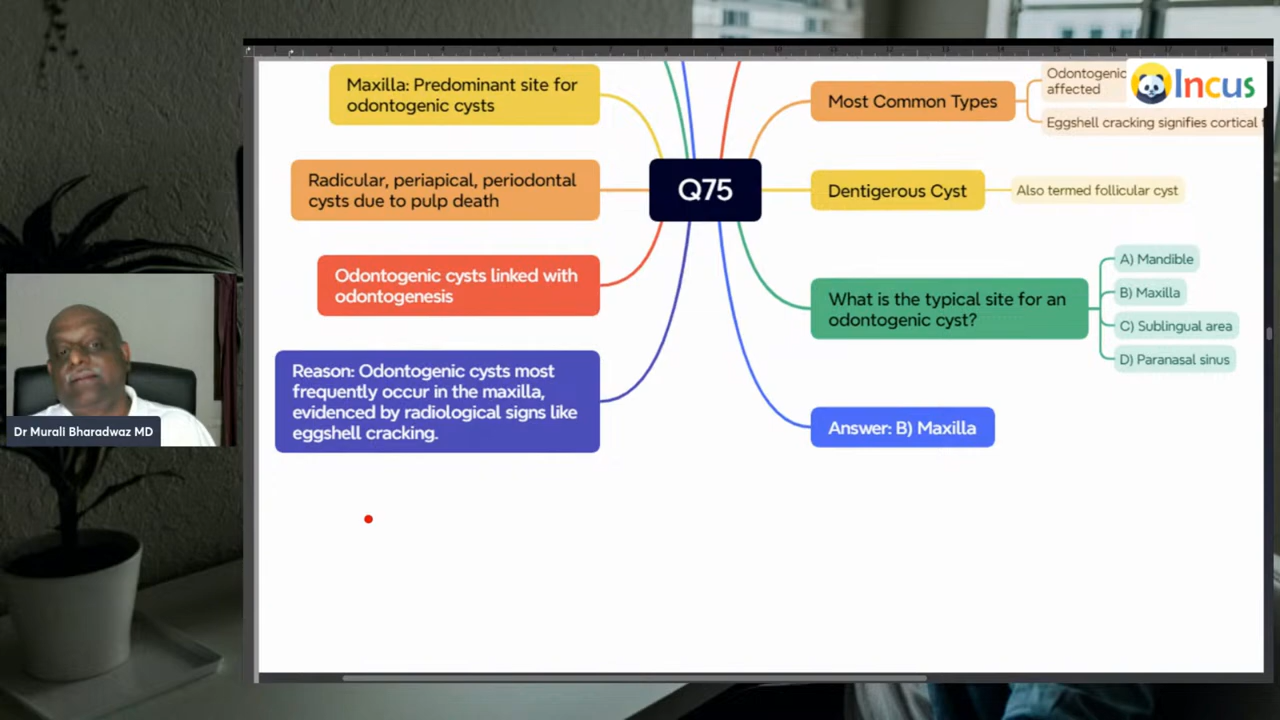 Maxilla: Predominant site for
odontogenic cysts
Radicular, periapical, periodontal
cysts due to pulp death
Odontogenic cysts linked with
odontogenesis
Reason: Odontogenic cysts most
frequently occur in the maxilla,
evidenced by radiological signs like
eggshell cracking.
Q75
Most Common Types
Odontogenic
affected
Eggshell cracking signifies cortical
Incus
Dentigerous Cyst
Also termed follicular cyst
What is the typical site for an
odontogenic cyst?
A) Mandible
B) Maxilla
C) Sublingual area
D) Paranasal sinus
Answer: B) Maxilla
Dr Murali Bharadwaz MD